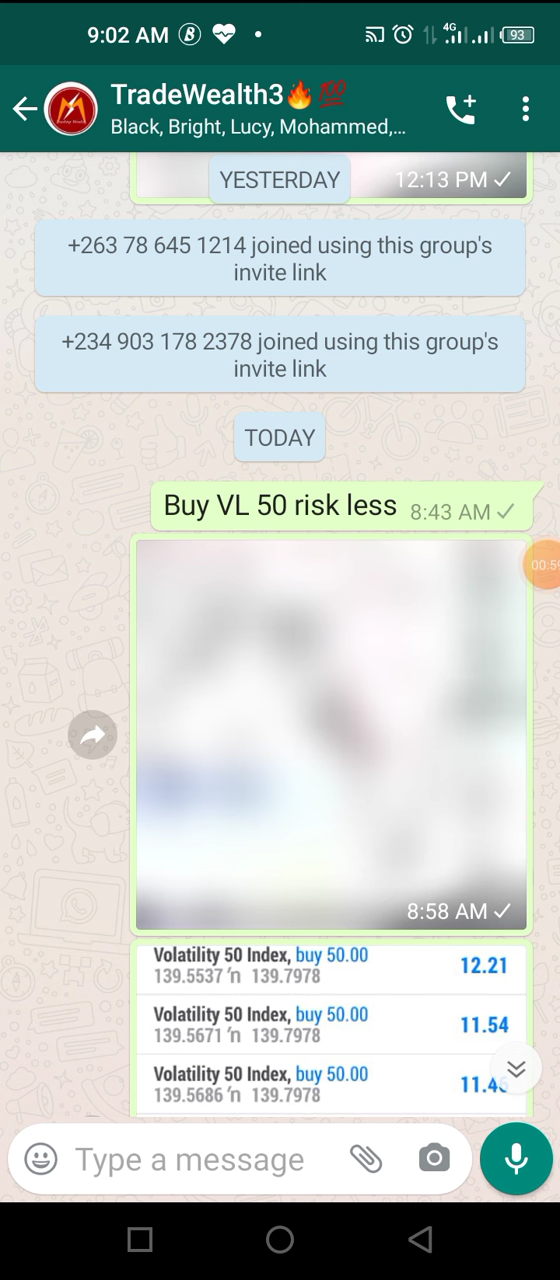 9:02 AM
4G
93
TradeWealth3🔥💯
Black, Bright, Lucy, Mohammed,...
YESTERDAY
12:13 PM
+263 78 645 1214 joined using this group's
invite link
+234 903 178 2378 joined using this group's
invite link
TODAY
Buy VL 50 risk less 8:43 AM
00:59
8:58 AM
Volatility 50 Index, buy 50.00
139.5537 'n 139.7978
12.21
Volatility 50 Index, buy 50.00
139.5671 'n 139.7978
11.54
Volatility 50 Index, buy 50.00
139.5686 'n 139.7978
Type a message